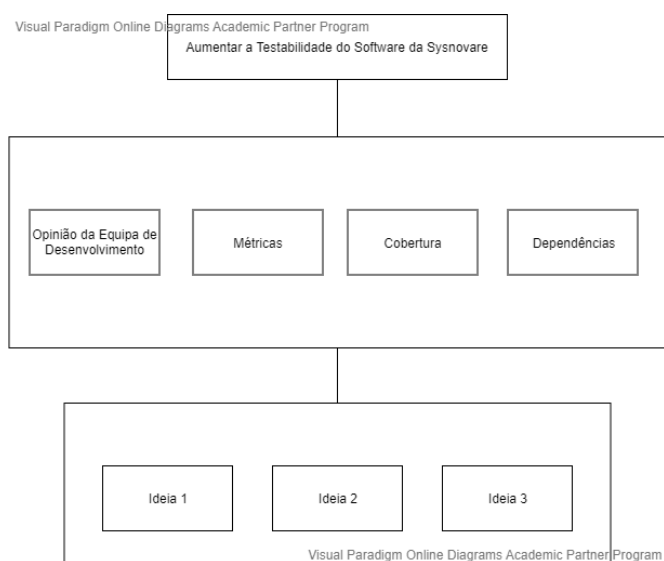 Visual Paradigm Online Diagrams Academic Partner Program
Aumentar a Testabilidade do Software da Sysnovare
Opinião da Equipa de
Desenvolvimento
Métricas
Cobertura
Dependências
Ideia 1
Ideia 2
Ideia 3
Visual Paradigm Online Diagrams Academic Partner Program